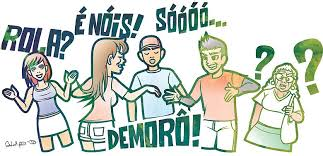 ROLA?
É NÓIS!
SÓÓÓÓ...
DEMORÔ!
? ?